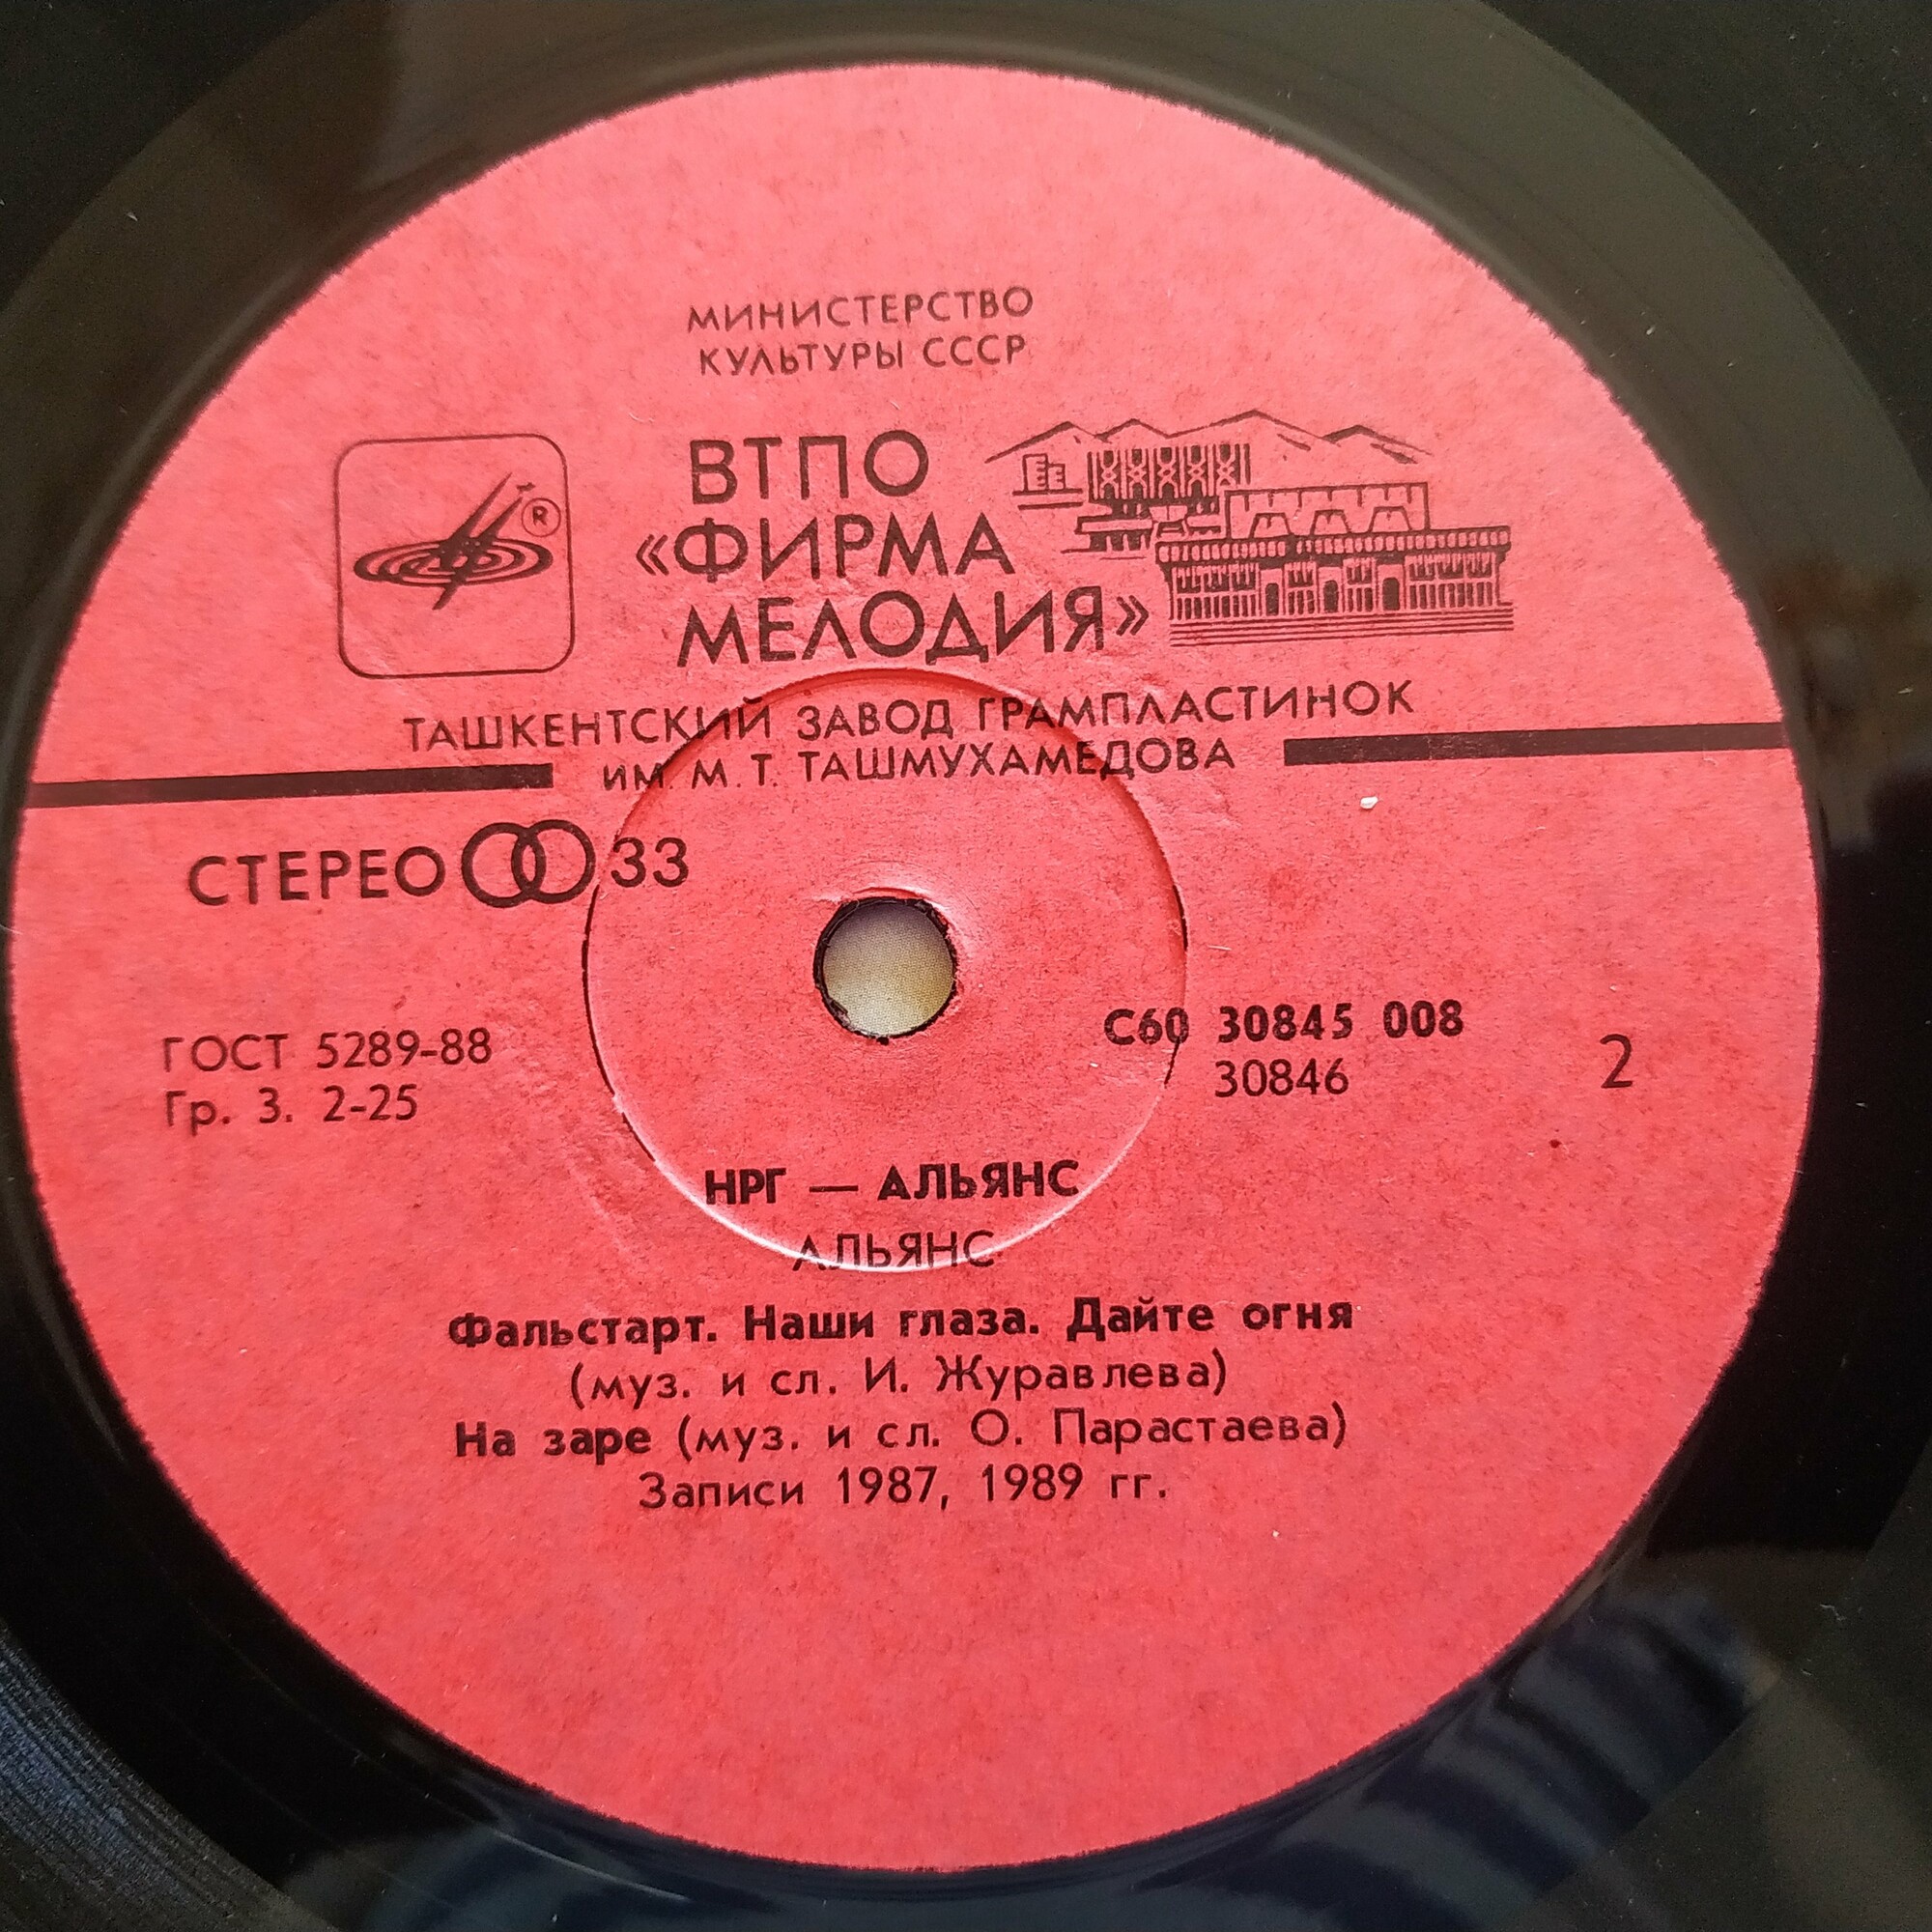 МИНИСТЕРСТВО
КУЛЬТУРЫ СССР
ВТПО
«ФИРМА
МЕЛОДИЯ»
®
ТАШКЕНТСКИЙ ЗАВОД ГРАМПЛАСТИНОК
ИМ. М. Т. ТАШМУХАМЕДОВА
СТЕРЕО 33
ГОСТ 5289-88
Гр. 3. 2-25
С60 30845 008
30846
2
НРГ — АЛЬЯНС
АЛЬЯНС
Фальстарт. Наши глаза. Дайте огня
(муз. и сл. И. Журавлева)
На заре (муз. и сл. О. Парастаева)
Записи 1987, 1989 гг.